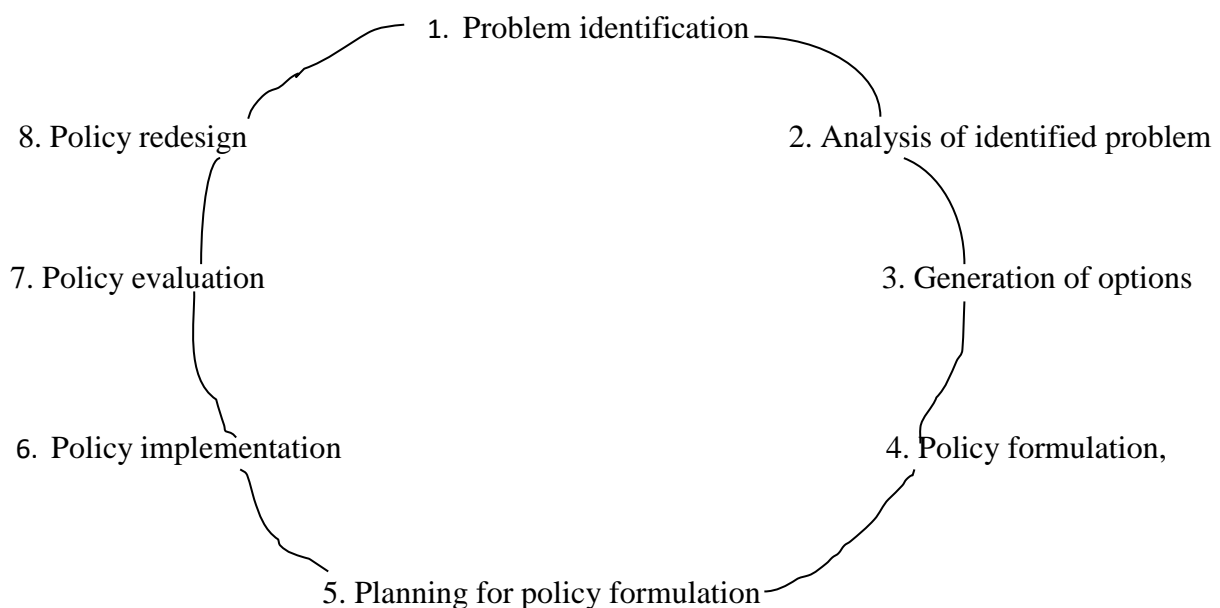 1. Problem identification
8. Policy redesign
2. Analysis of identified problem
7. Policy evaluation
3. Generation of options
6. Policy implementation
4. Policy formulation,
5. Planning for policy formulation